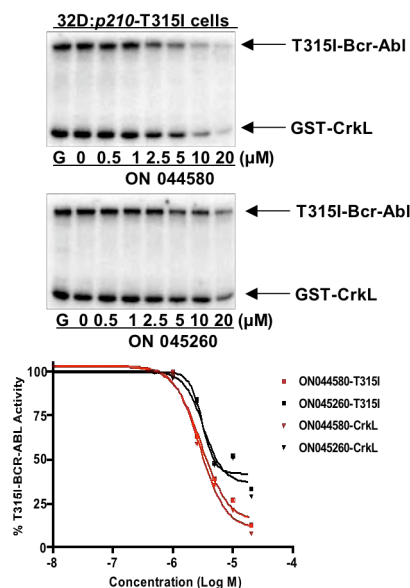 32D:p210-T315I cells
T315I-Bcr-Abl
GST-CrkL
G 0 0.5 1 2.5 5 10 20 (µM)
ON 044580
T315I-Bcr-Abl
GST-CrkL
G 0 0.5 1 2.5 5 10 20 (µM)
ON 045260
% T315I-BCR-ABL Activity
100
75
50
25
0
-8 -7 -6 -5 -4
Concentration (Log M)
ON044580-T315I
ON045260-T315I
ON044580-CrkL
ON045260-CrkL